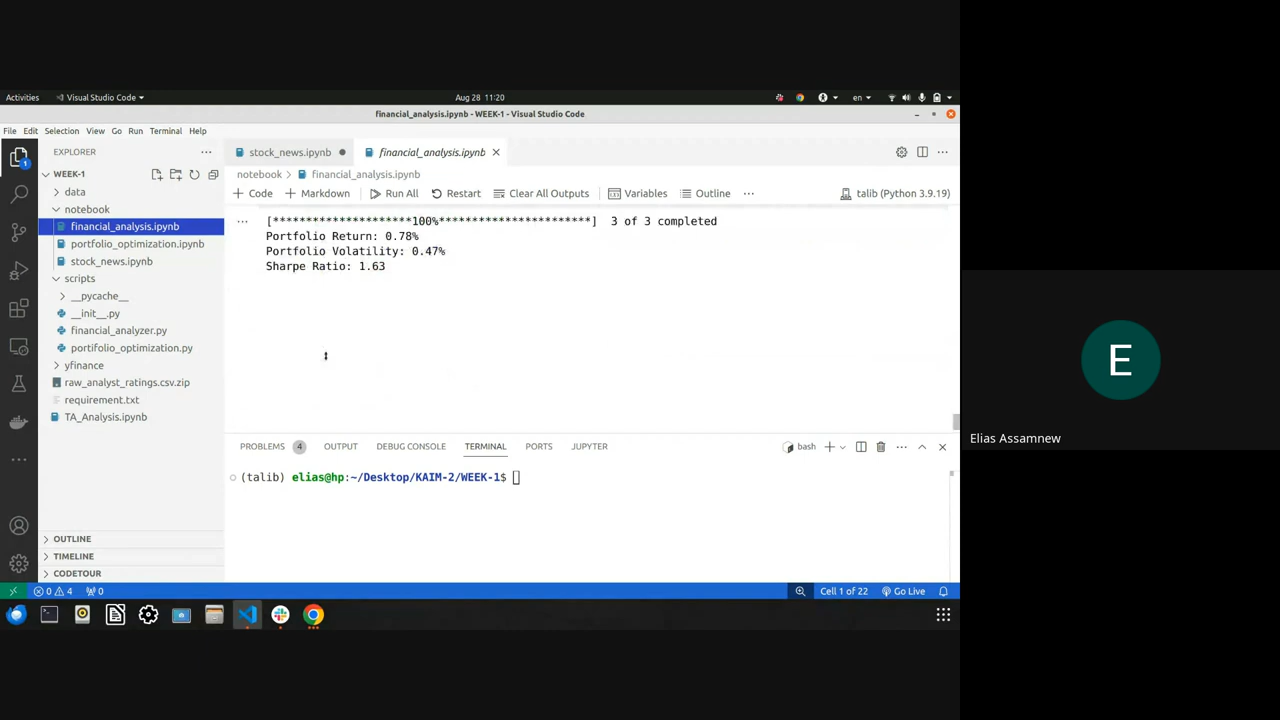 Activities
Visual Studio Code
Aug 28 11:20
en
financial_analysis.ipynb - WEEK-1 - Visual Studio Code
File Edit Selection View Go Run Terminal Help
EXPLORER
stock_news.ipynb
financial_analysis.ipynb
WEEK-1
notebook > financial_analysis.ipynb
Code
Markdown
Run All
Restart
Clear All Outputs
Variables
Outline
talib (Python 3.9.19)
data
notebook
financial_analysis.ipynb
portfolio_optimization.ipynb
stock_news.ipynb
scripts
__pycache__
__init__.py
financial_analyzer.py
portifolio_optimization.py
yfinance
raw_analyst_ratings.csv.zip
requirement.txt
TA_Analysis.ipynb
OUTLINE
TIMELINE
CODETOUR
[*********************100%***********************]  3 of 3 completed
Portfolio Return: 0.78%
Portfolio Volatility: 0.47%
Sharpe Ratio: 1.63
PROBLEMS 4
OUTPUT
DEBUG CONSOLE
TERMINAL
PORTS
JUPYTER
bash
(talib) elias@hp:~/Desktop/KAIM-2/WEEK-1$
1
0 4
0
Cell 1 of 22
Go Live
E
Elias Assamnew